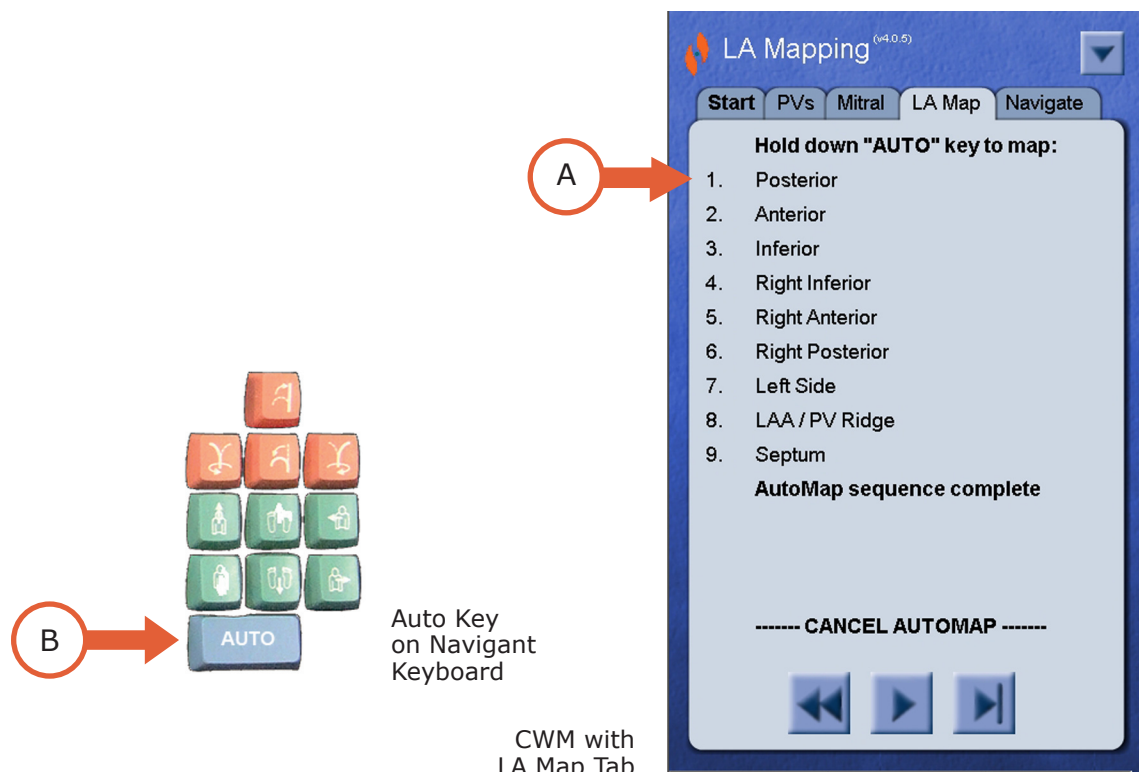 LA Mapping (v4.0.5)
Start PVs Mitral LA Map Navigate
Hold down "AUTO" key to map:
A
1. Posterior
2. Anterior
3. Inferior
4. Right Inferior
5. Right Anterior
6. Right Posterior
7. Left Side
8. LAA / PV Ridge
9. Septum
AutoMap sequence complete
------- CANCEL AUTOMAP -------
B
AUTO
Auto Key
on Navigant
Keyboard
CWM with
LA Map Tab